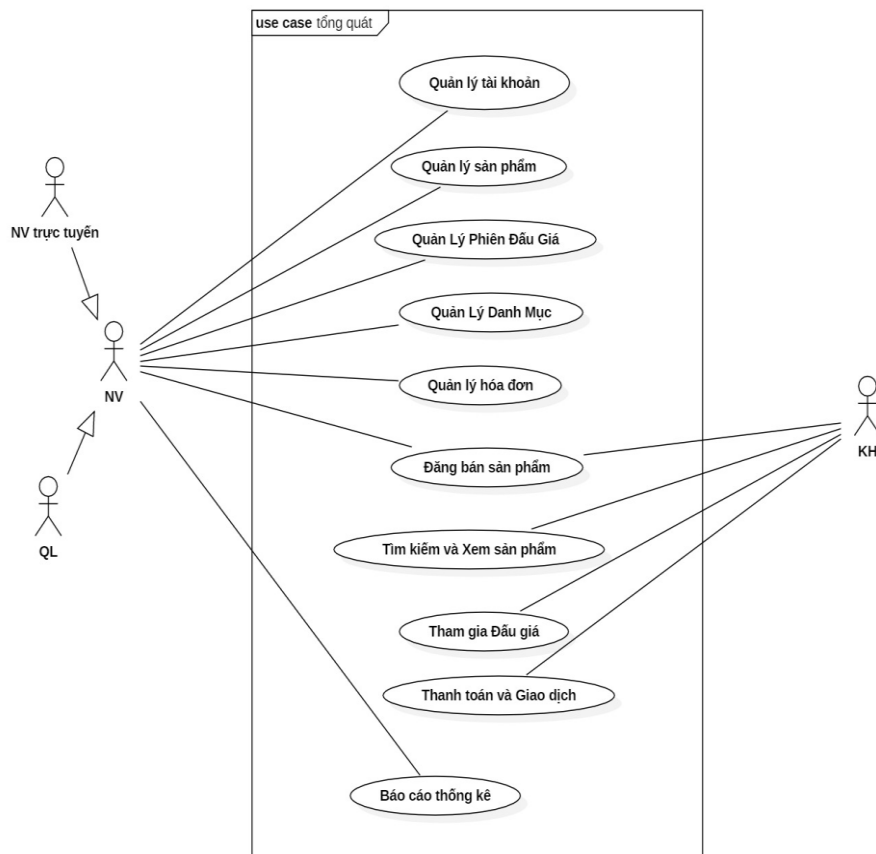 use case tổng quát
Quản lý tài khoản
Quản lý sản phẩm
NV trực tuyến
Quản Lý Phiên Đấu Giá
Quản Lý Danh Mục
NV
Quản lý hóa đơn
KH
Đăng bán sản phẩm
QL
Tìm kiếm và Xem sản phẩm
Tham gia Đấu giá
Thanh toán và Giao dịch
Báo cáo thống kê